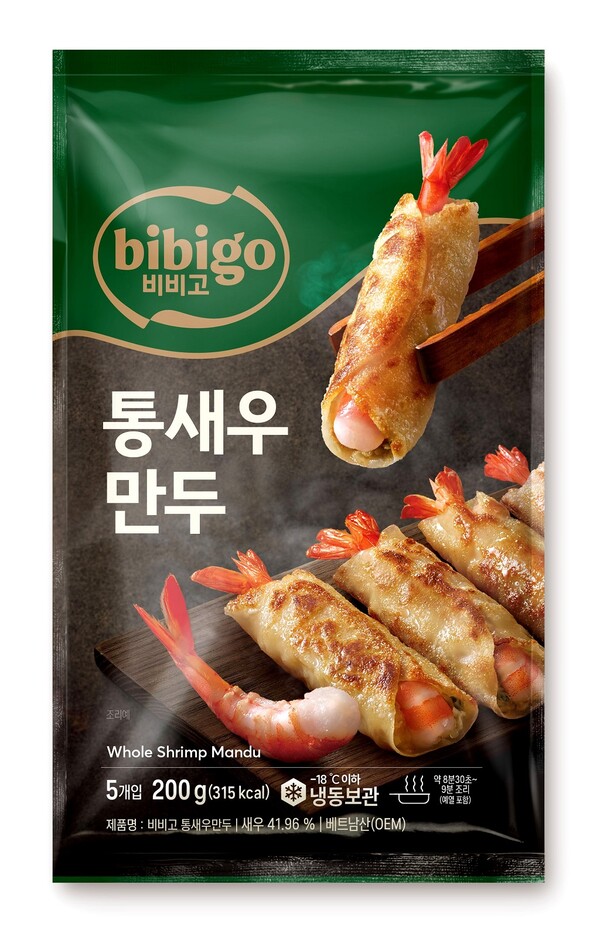 bibigo
비비고
통새우
만두
조리예
Whole Shrimp Mandu
5개입 200 g(315 kcal)
-18 ℃ 이하
냉동보관
약 8분30초~
9분 조리
(예열 포함)
제품명 : 비비고 통새우만두 | 새우 41.96 % | 베트남산(OEM)